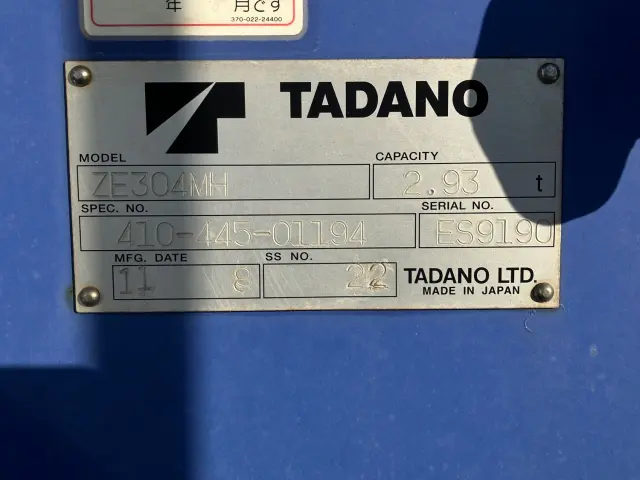 年 月です
370-022-24400
TADANO
MODEL CAPACITY
ZE304MH 2.93 t
SPEC. NO. SERIAL NO.
410-445-01194 ES9190
MFG. DATE SS NO.
11 8 22 TADANO LTD.
MADE IN JAPAN